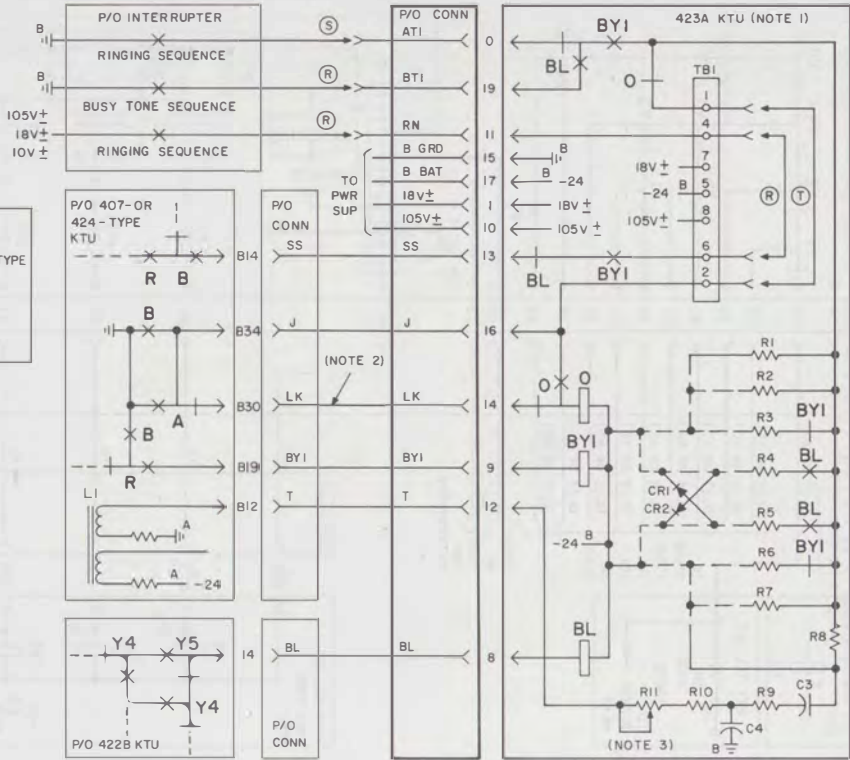 P/O INTERRUPTER
B
S
RINGING SEQUENCE
B
R
BUSY TONE SEQUENCE
105V±
18V±
10V±
R
RINGING SEQUENCE
P/O CONN
AT1
BT1
RN
B GRD
B BAT
18V±
105V±
SS
TO
PWR
SUP
0
19
11
15
17
1
10
13
423A KTU (NOTE 1)
BY1
BL
O
TB1
1
4
7
5
8
6
2
18V±
-24 B
105V±
R
T
B
B -24
18V±
105V±
BL
BY1
TYPE
P/O 407-OR
424-TYPE
KTU
1
R B
B14
B
B34
A
B30
B
R
B19
L1
B12
A
A
-24
P/O
CONN
SS
J
LK
BY1
T
(NOTE 2)
J
LK
BY1
T
16
14
9
12
O
O
BY1
-24 B
BL
R1
R2
R3
BY1
R4
BL
CR1
CR2
R5
BL
R6
BY1
R7
R8
R11
R10
R9
C3
C4
B
(NOTE 3)
Y4
Y5
14
Y4
P/O 422B KTU
BL
P/O
CONN
BL
8